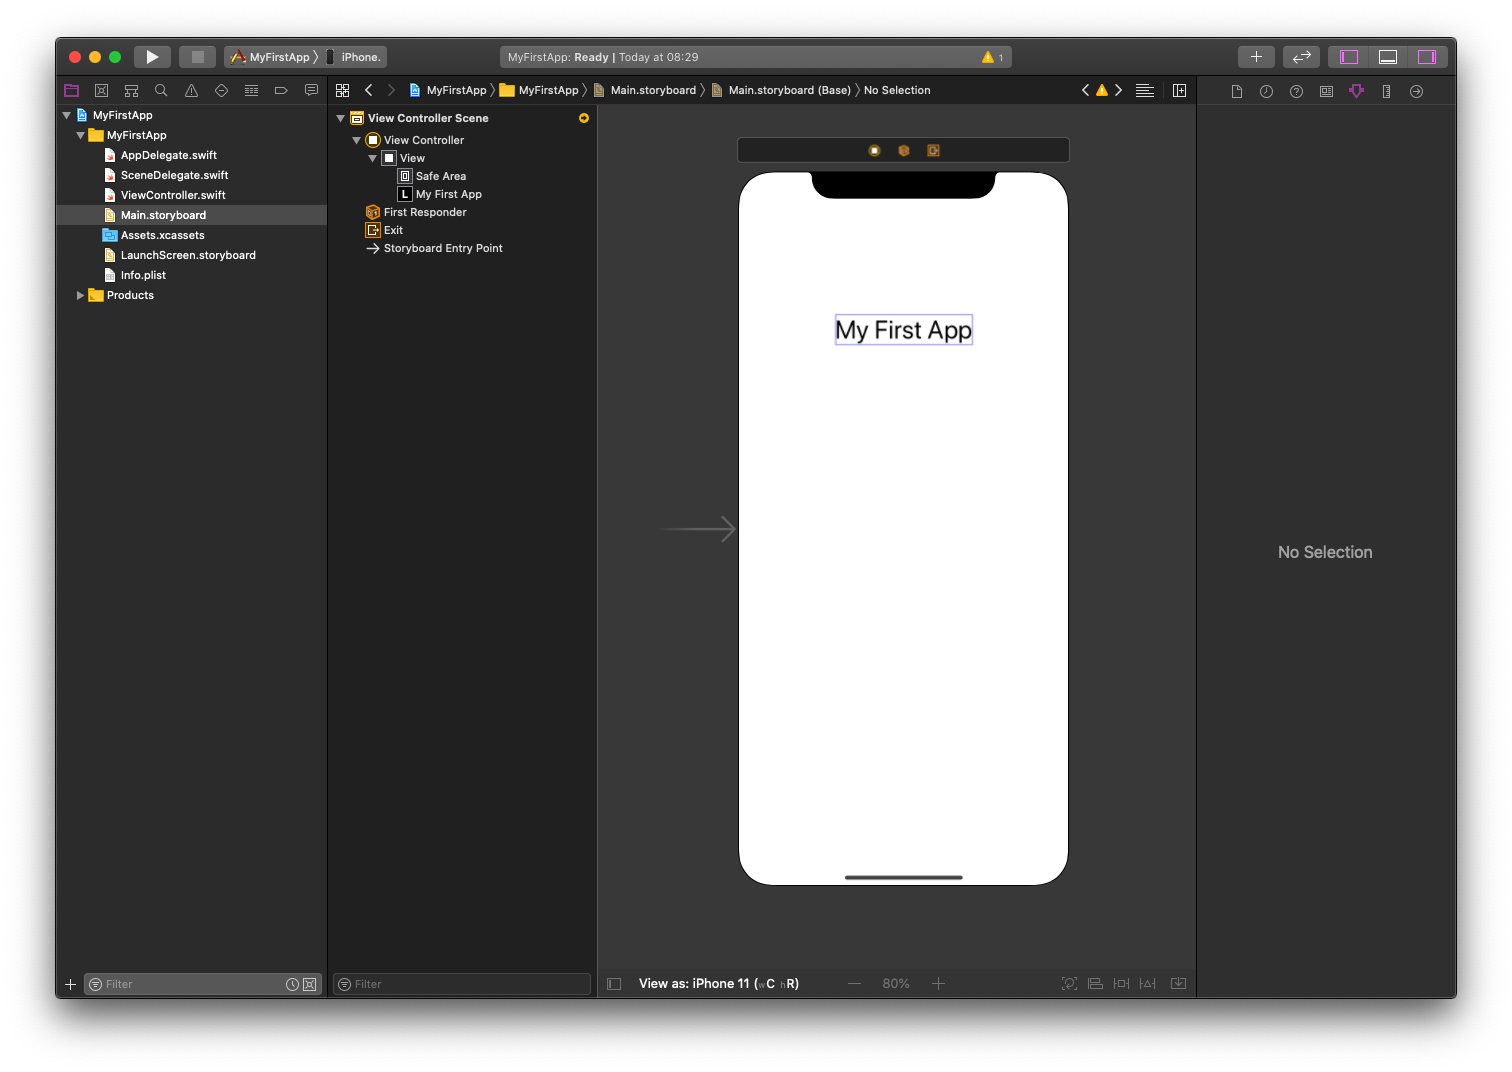 MyFirstApp iPhone.
MyFirstApp: Ready | Today at 08:29
1
MyFirstApp MyFirstApp Main.storyboard Main.storyboard (Base) No Selection
MyFirstApp
MyFirstApp
AppDelegate.swift
SceneDelegate.swift
ViewController.swift
Main.storyboard
Assets.xcassets
LaunchScreen.storyboard
Info.plist
Products
View Controller Scene
View Controller
View
Safe Area
L My First App
First Responder
Exit
Storyboard Entry Point
My First App
No Selection
Filter
Filter
View as: iPhone 11 (wC hR)
80%